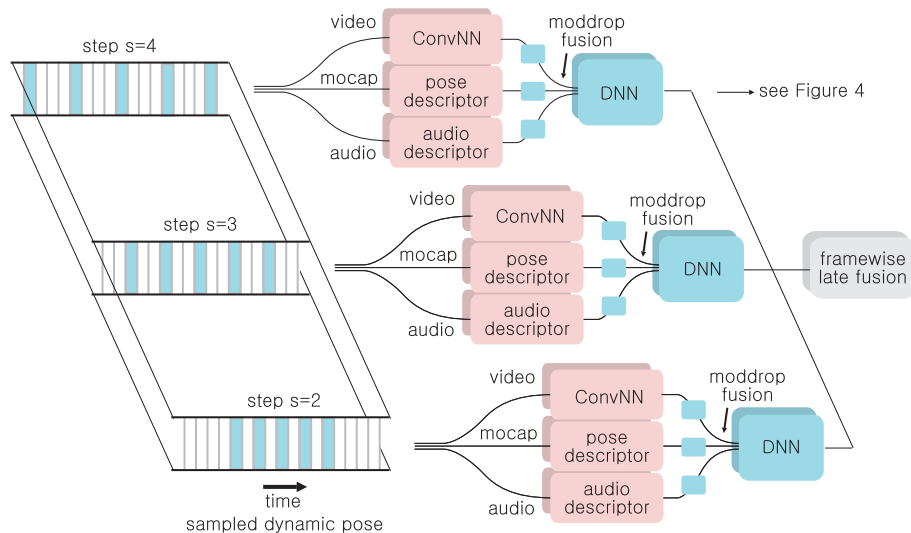 step s=4
video
ConvNN
moddrop
fusion
mocap
pose
descriptor
DNN
see Figure 4
audio
audio
descriptor
step s=3
video
ConvNN
moddrop
fusion
mocap
pose
descriptor
DNN
framewise
late fusion
audio
audio
descriptor
step s=2
video
ConvNN
moddrop
fusion
mocap
pose
descriptor
DNN
audio
audio
descriptor
time
sampled dynamic pose